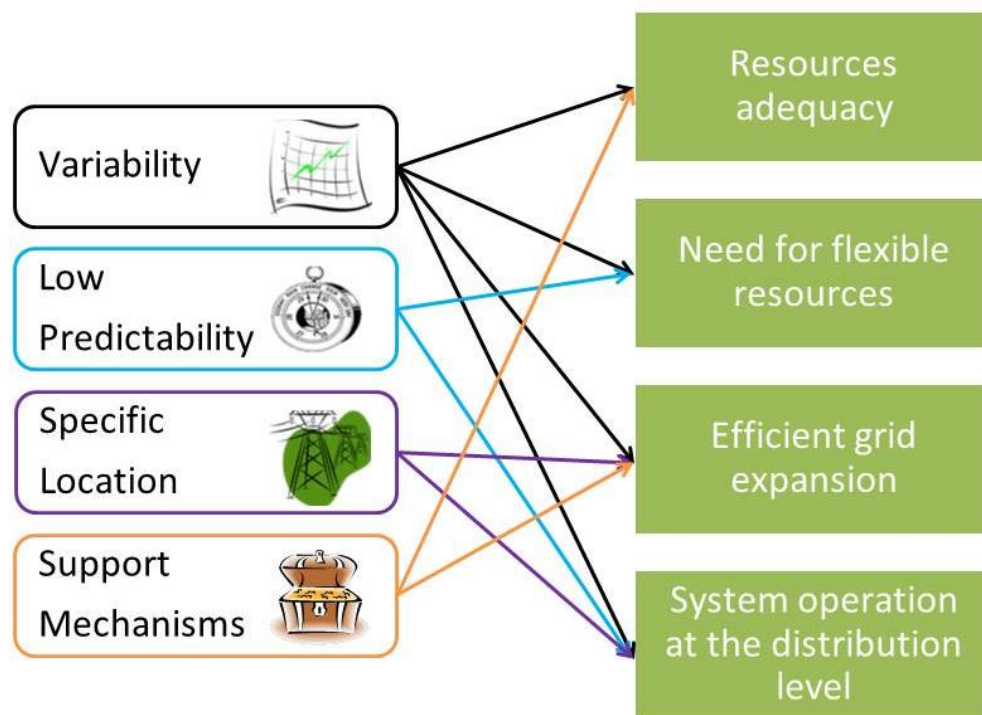 Variability
Low
Predictability
Specific
Location
Support
Mechanisms
Resources
adequacy
Need for flexible
resources
Efficient grid
expansion
System operation
at the distribution
level